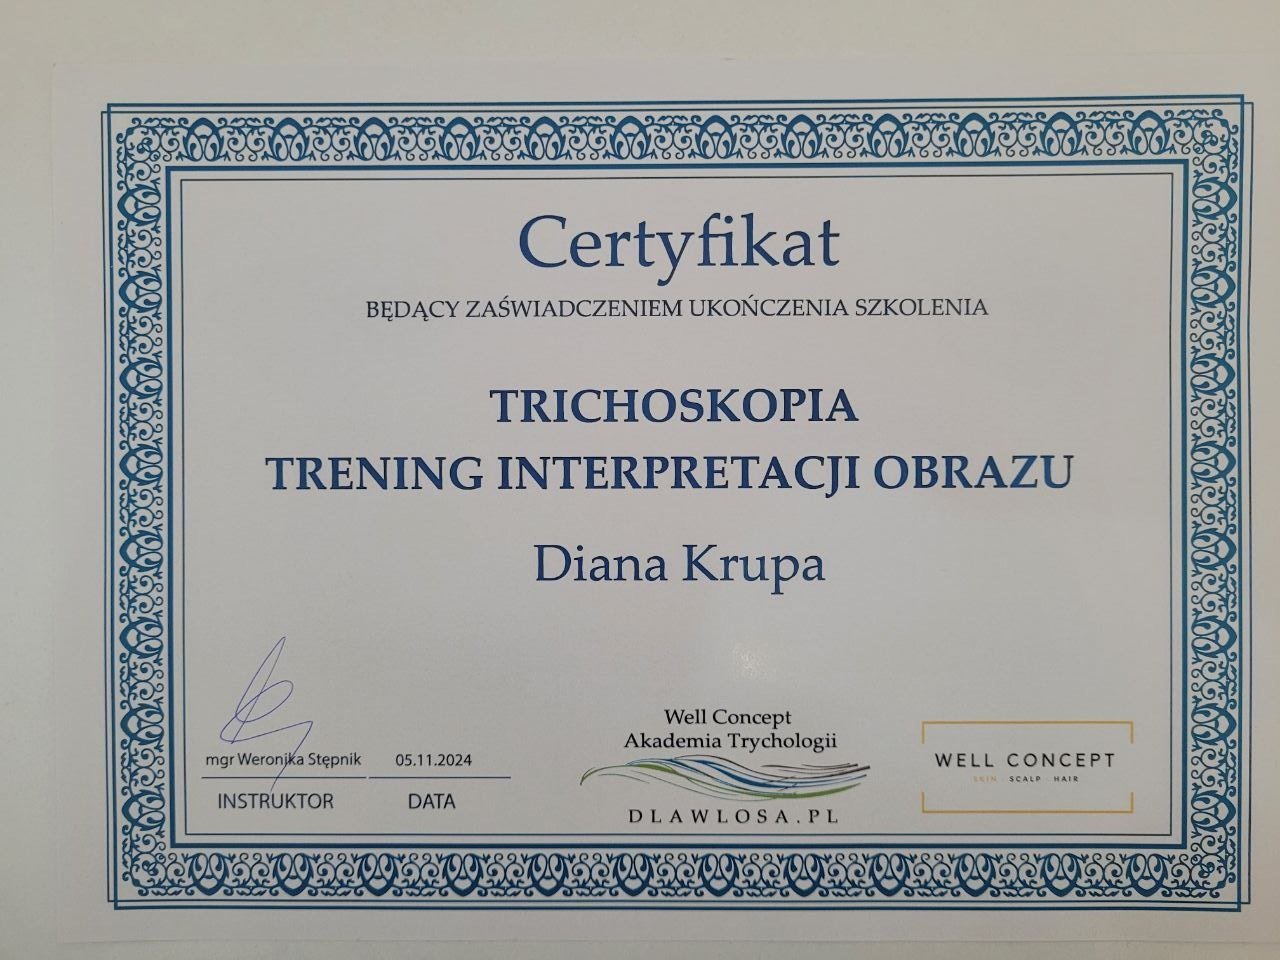 Certyfikat
BĘDĄCY ZAŚWIADCZENIEM UKOŃCZENIA SZKOLENIA
TRICHOSKOPIA
TRENING INTERPRETACJI OBRAZU
Diana Krupa
mgr Weronika Stępnik 05.11.2024
INSTRUKTOR DATA
Well Concept
Akademia Trychologii
DLAWLOSA.PL
WELL CONCEPT
SKIN · SCALP · HAIR